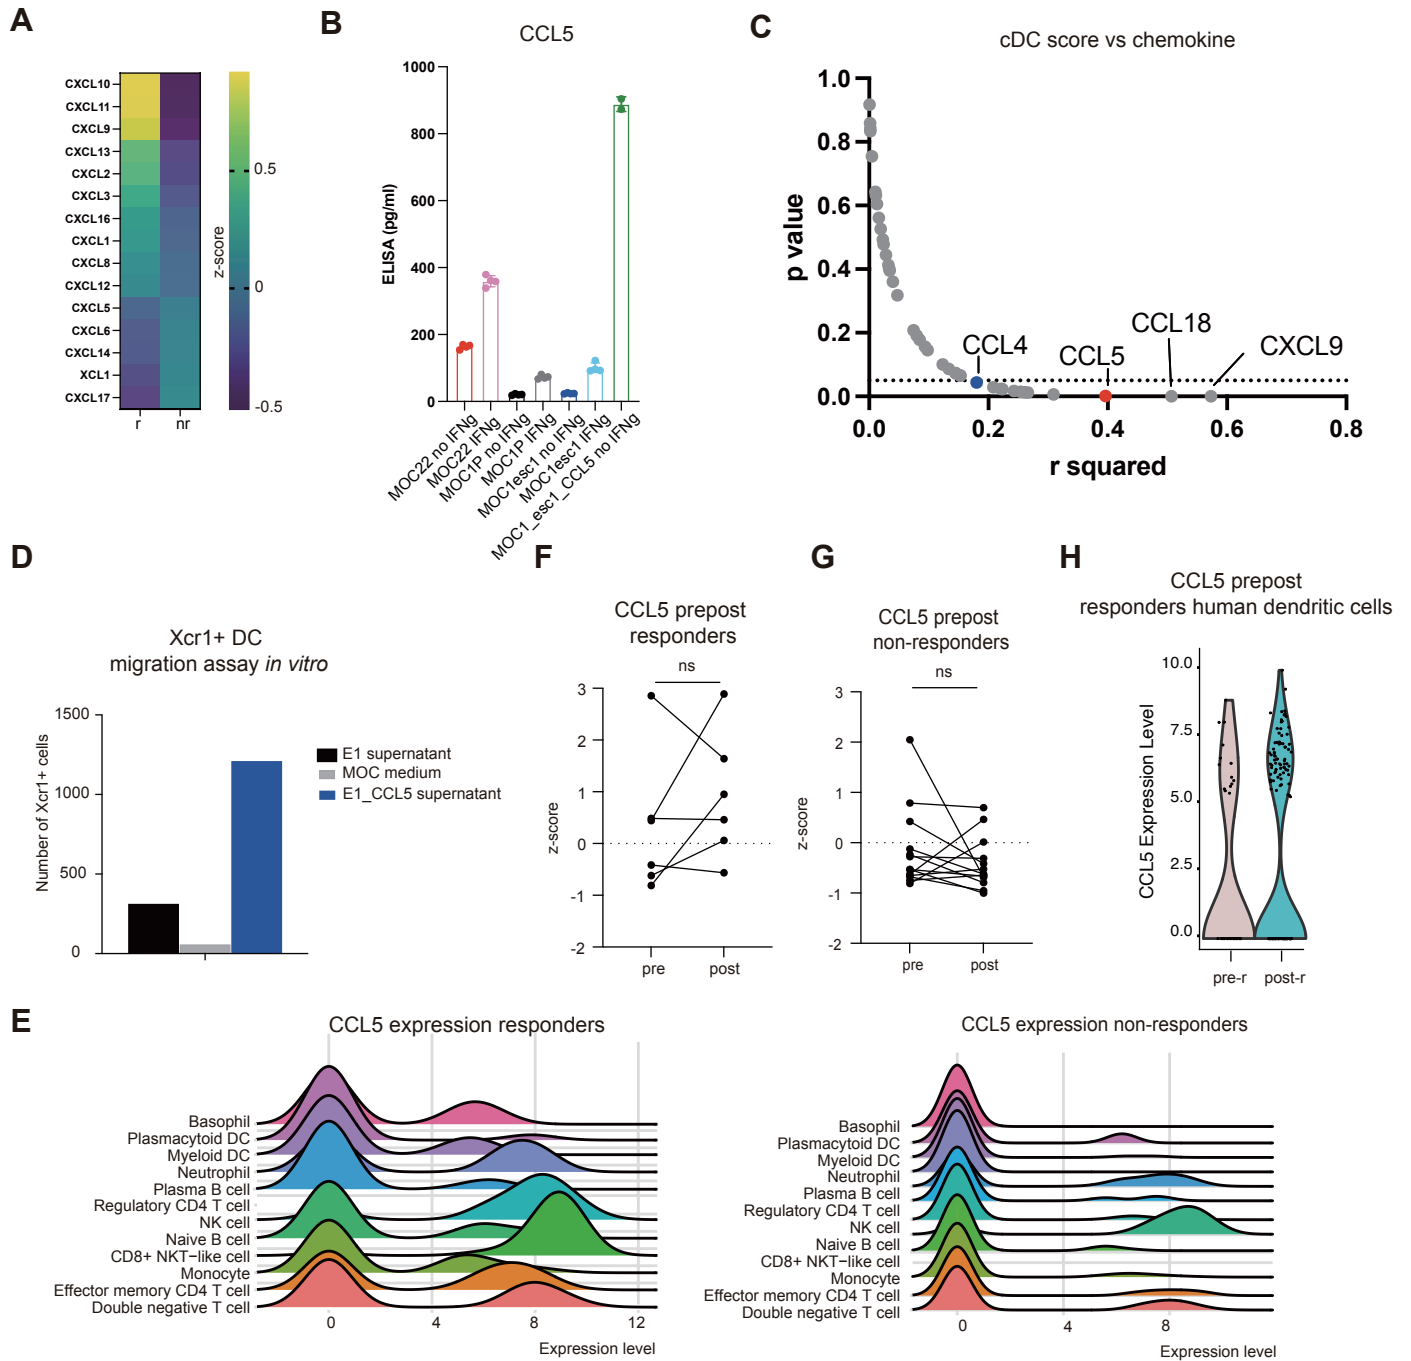 A
CXCL10
CXCL11
CXCL9
CXCL13
CXCL2
CXCL3
CXCL16
CXCL1
CXCL8
CXCL12
CXCL5
CXCL6
CXCL14
XCL1
CXCL17
r
nr
0.5
0
-0.5
z-score
B
CCL5
ELISA (pg/ml)
1000
800
600
400
200
0
MOC22 no IFNg
MOC22 IFNg
MOC1P no IFNg
MOC1P IFNg
MOC1esc1 no IFNg
MOC1esc1 IFNg
MOC1_esc1_CCL5 no IFNg
C
cDC score vs chemokine
p value
1.0
0.8
0.6
0.4
0.2
0.0
CCL4
CCL5
CCL18
CXCL9
0.0
0.2
0.4
0.6
0.8
r squared
D
Xcr1+ DC
migration assay in vitro
Number of Xcr1+ cells
1500
1000
500
0
E1 supernatant
MOC medium
E1_CCL5 supernatant
F
CCL5 prepost
responders
ns
z-score
3
2
1
0
-1
-2
pre
post
G
CCL5 prepost
non-responders
ns
z-score
3
2
1
0
-1
-2
pre
post
H
CCL5 prepost
responders human dendritic cells
CCL5 Expression Level
10.0
7.5
5.0
2.5
0.0
pre-r
post-r
E
CCL5 expression responders
Basophil
Plasmacytoid DC
Myeloid DC
Neutrophil
Plasma B cell
Regulatory CD4 T cell
NK cell
Naive B cell
CD8+ NKT−like cell
Monocyte
Effector memory CD4 T cell
Double negative T cell
0
4
8
12
Expression level
CCL5 expression non-responders
Basophil
Plasmacytoid DC
Myeloid DC
Neutrophil
Plasma B cell
Regulatory CD4 T cell
NK cell
Naive B cell
CD8+ NKT−like cell
Monocyte
Effector memory CD4 T cell
Double negative T cell
0
4
8
Expression level